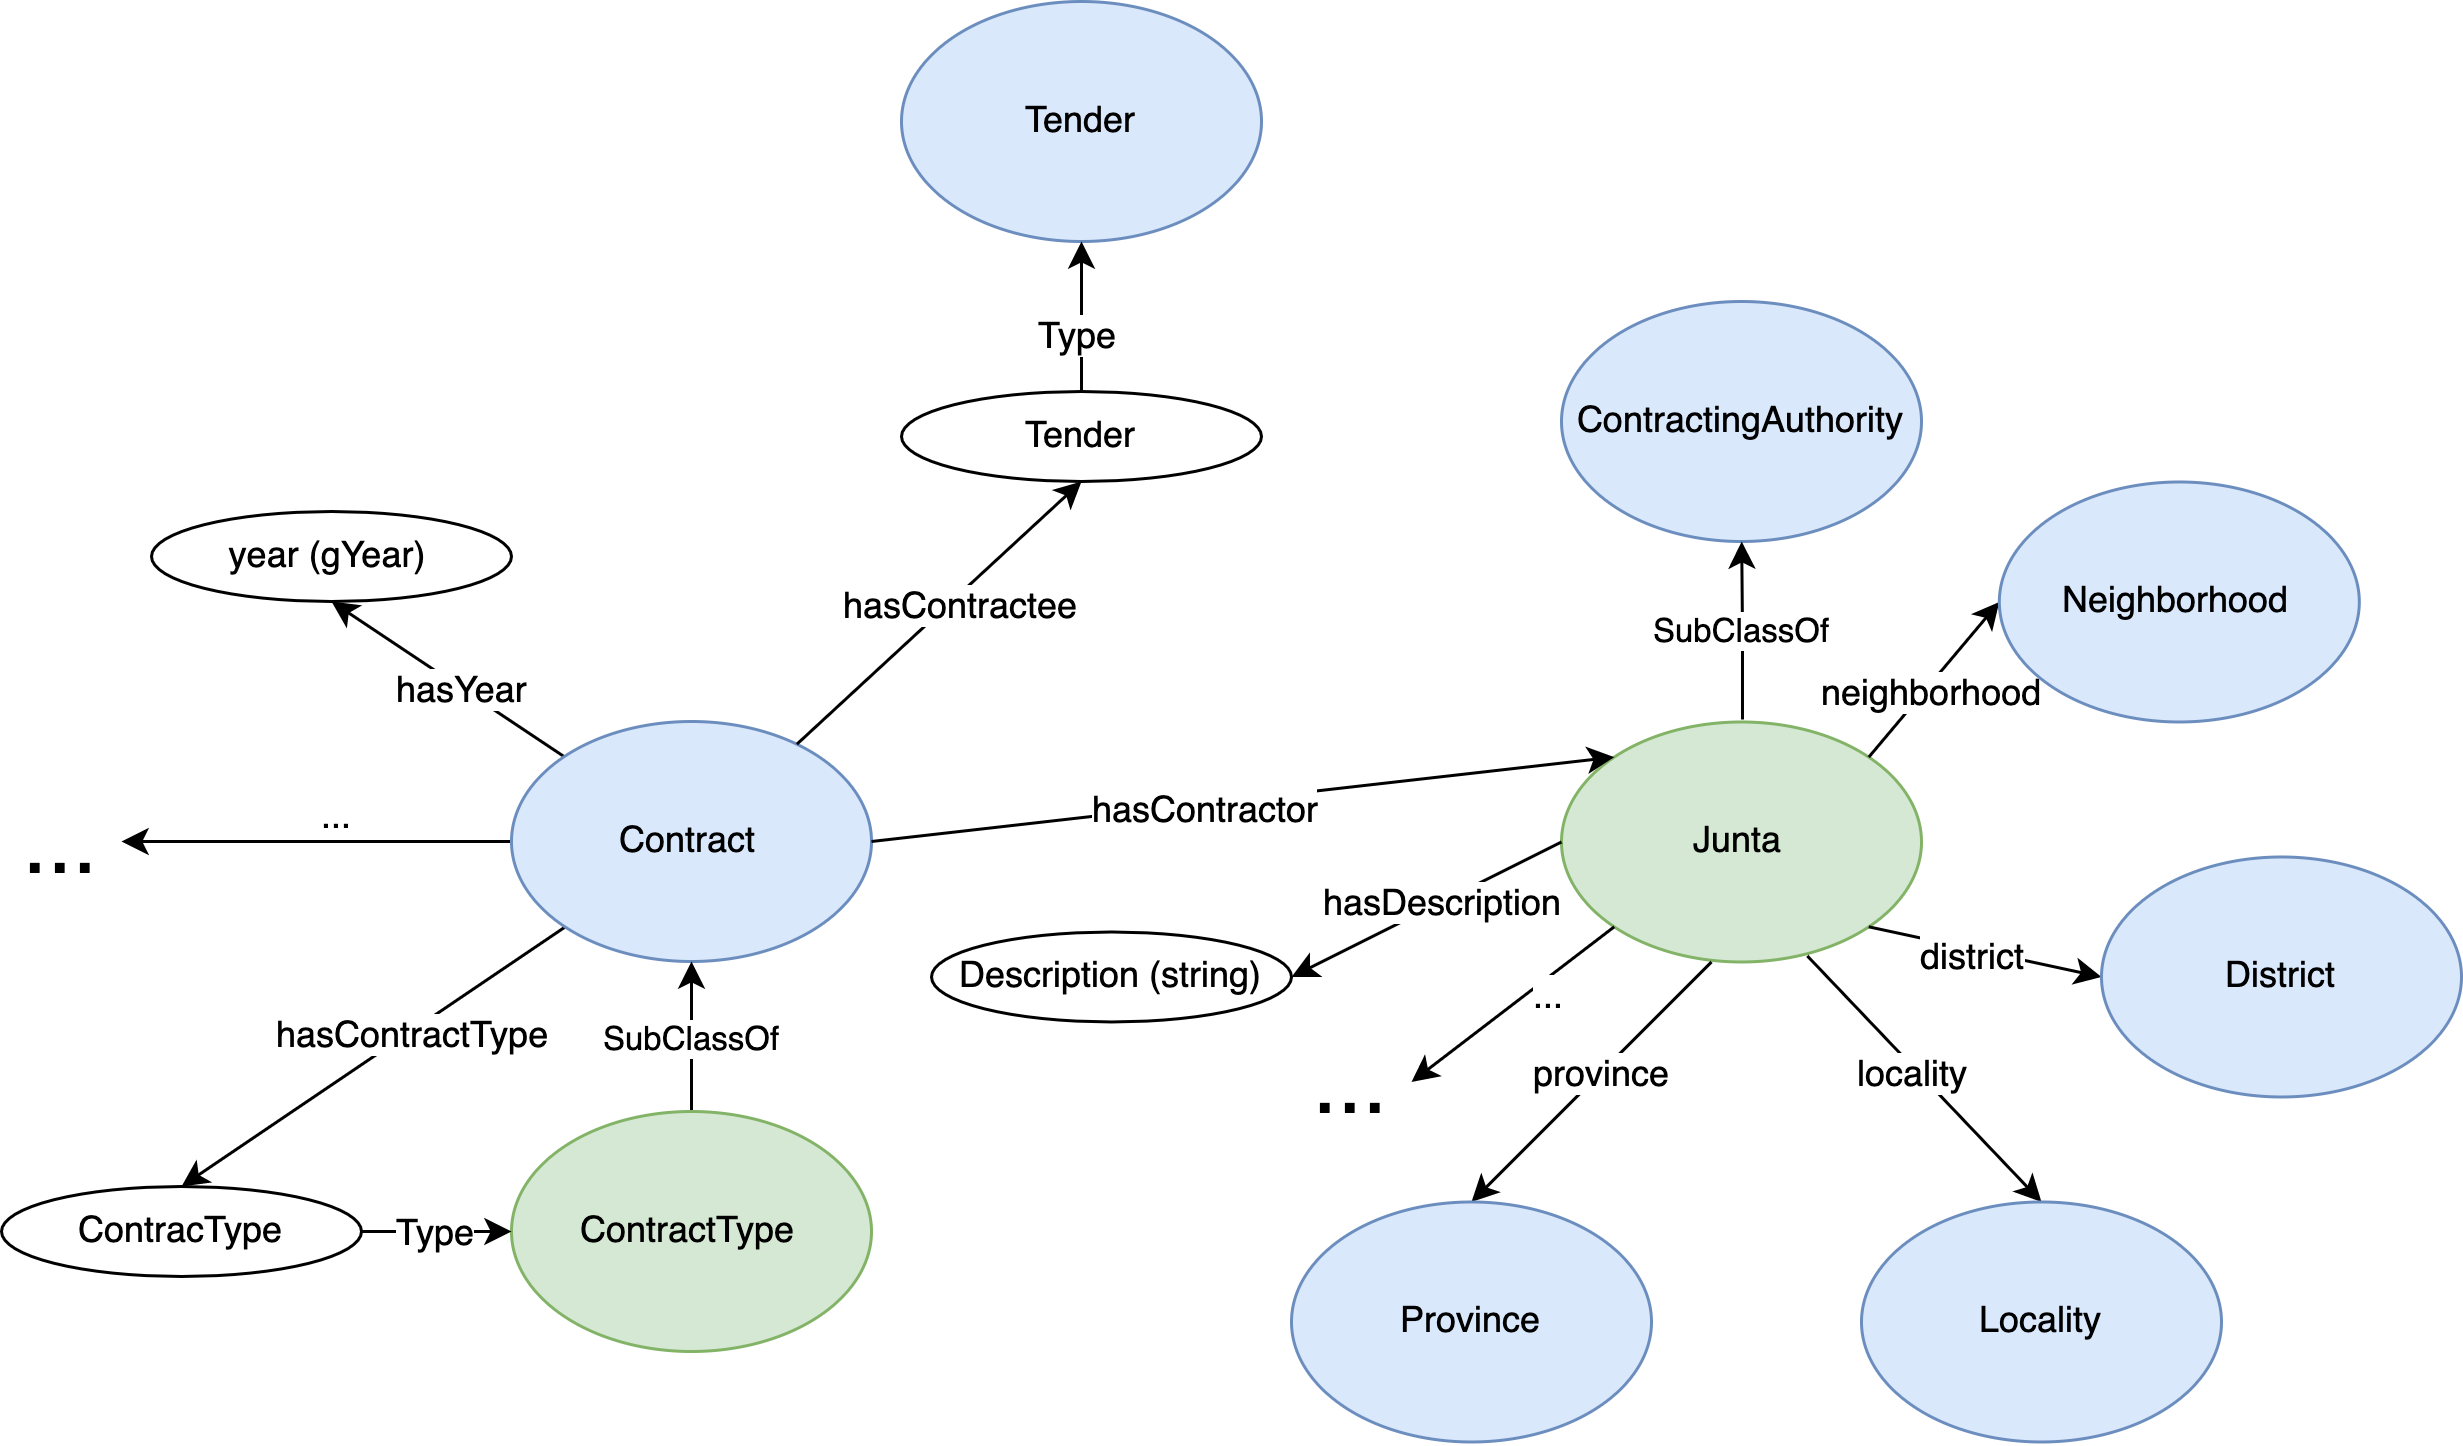 Tender
Type
Tender
ContractingAuthority
year (gYear)
hasContractee
SubClassOf
Neighborhood
hasYear
neighborhood
...
hasContractor
...
Contract
Junta
hasDescription
Description (string)
district
District
...
hasContractType
SubClassOf
province
locality
...
ContracType
Type
ContractType
Province
Locality